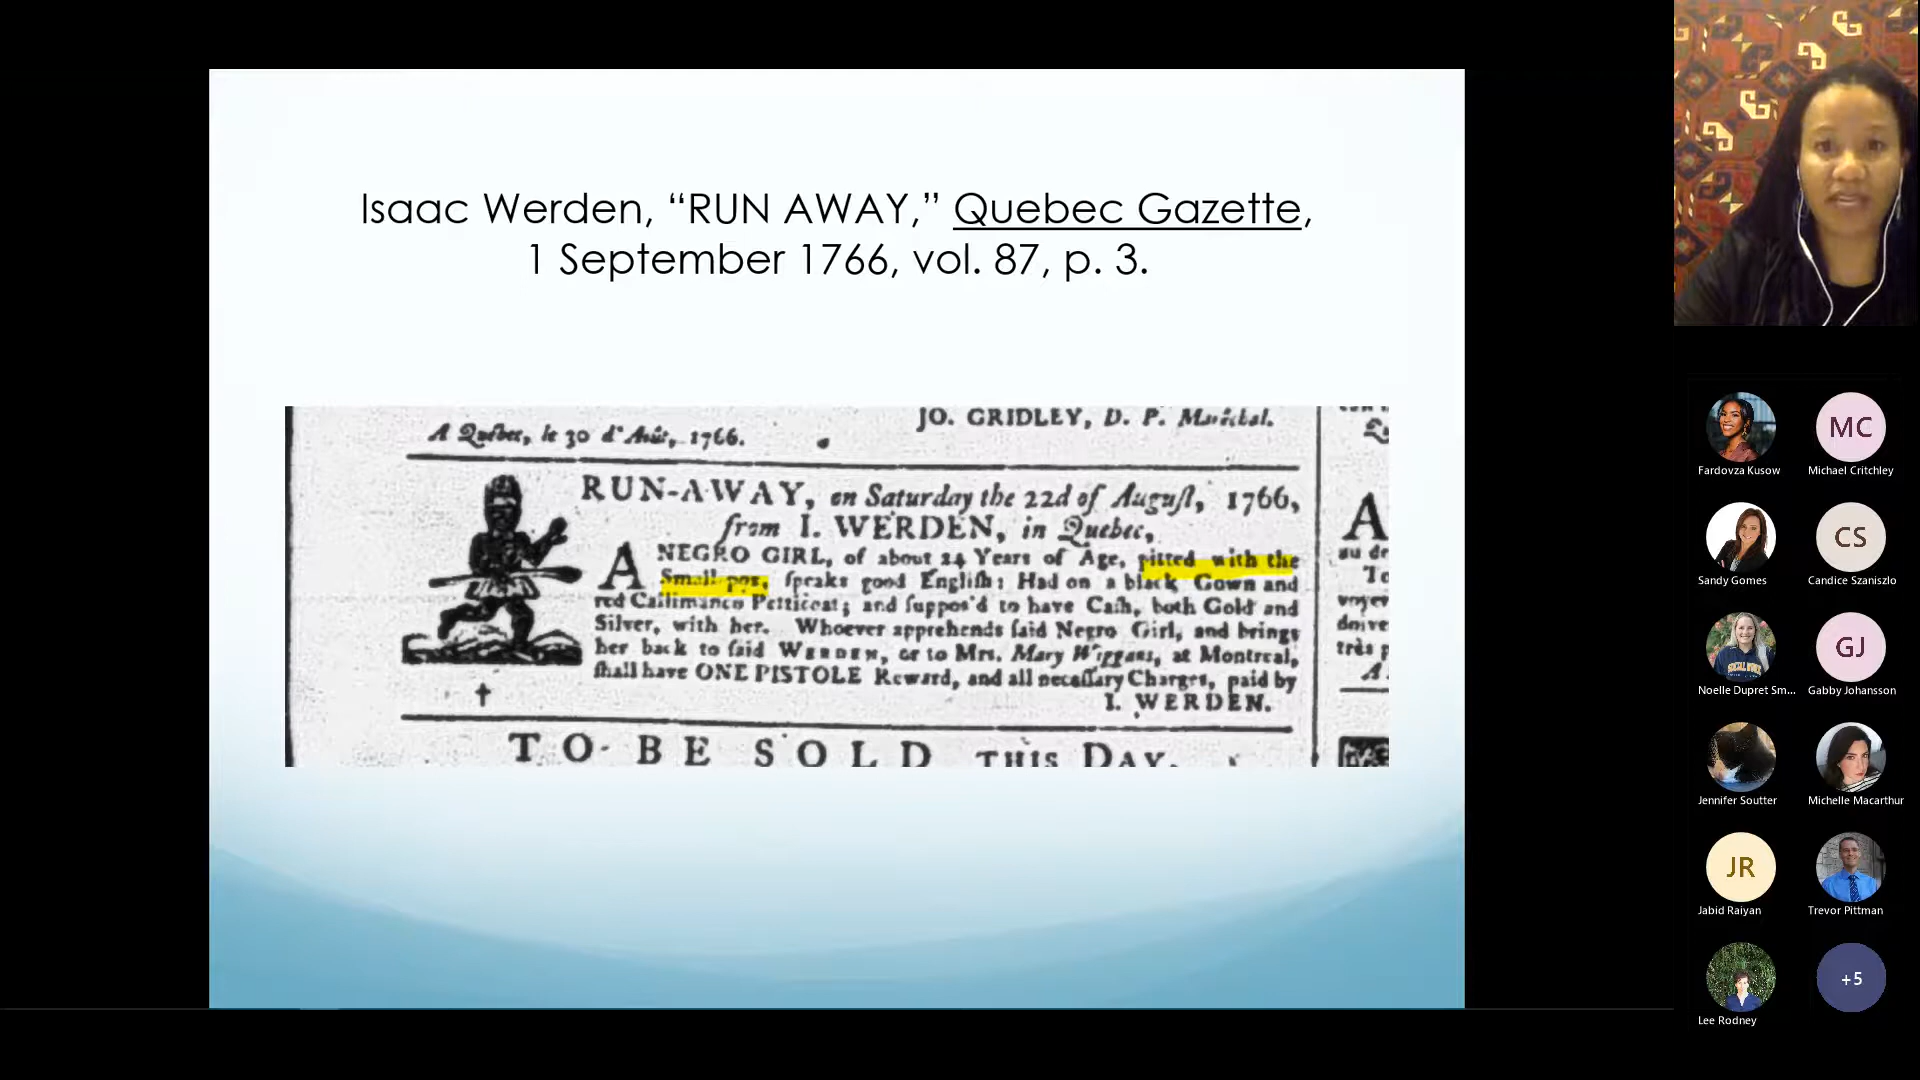 Isaac Werden, “RUN AWAY,” Quebec Gazette,
1 September 1766, vol. 87, p. 3.
JO. GRIDLEY, D. P. Maréchal.
A Québec, le 30 d'Août, 1766.
RUN-AWAY, on Saturday the 22d of Auguſt, 1766,
from I. WERDEN, in Quebec,
A NEGRO GIRL, of about 24 Years of Age, pitted with the
Small-pox, ſpeaks good Engliſh; Had on a black Gown and
red Callimanco Petticoat; and ſuppos'd to have Caſh, both Gold and
Silver, with her. Whoever apprehends ſaid Negro Girl, and brings
her back to ſaid WERDEN, or to Mrs. Mary Wiggans, at Montreal,
ſhall have ONE PISTOLE Reward, and all neceſſary Charges, paid by
I. WERDEN.
TO BE SOLD THIS DAY,
A
au de
To
voyer
doive
très p
A
Fardovza Kusow
MC
Michael Critchley
Sandy Gomes
CS
Candice Szaniszlo
Noelle Dupret Sm...
GJ
Gabby Johansson
Jennifer Soutter
Michelle Macarthur
JR
Jabid Raiyan
Trevor Pittman
Lee Rodney
+5